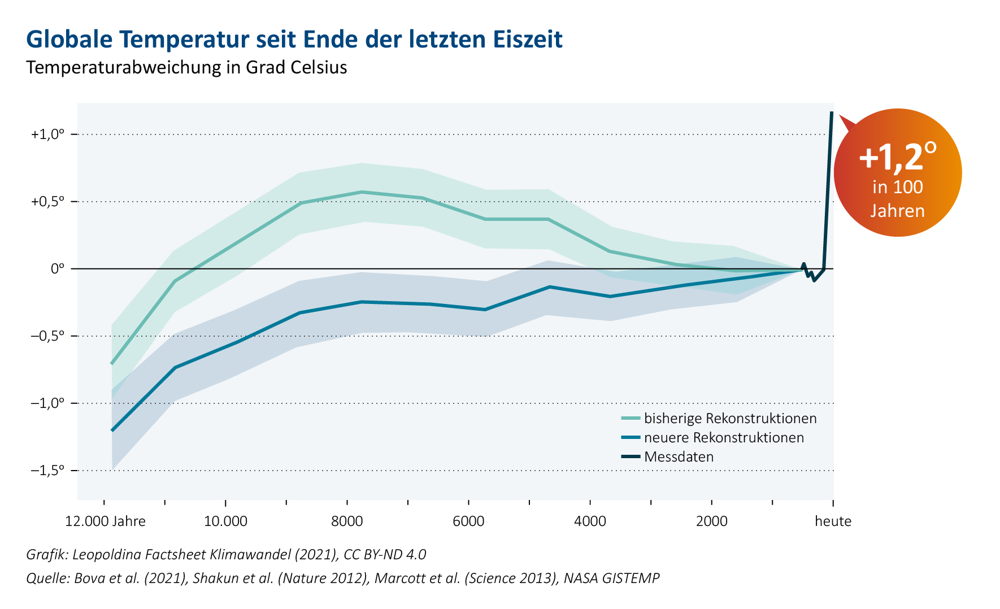 Globale Temperatur seit Ende der letzten Eiszeit
Temperaturabweichung in Grad Celsius
+1,0°
+0,5°
0°
–0,5°
–1,0°
–1,5°
+1,2°
in 100
Jahren
bisherige Rekonstruktionen
neuere Rekonstruktionen
Messdaten
12.000 Jahre
10.000
8000
6000
4000
2000
heute
Grafik: Leopoldina Factsheet Klimawandel (2021), CC BY-ND 4.0
Quelle: Bova et al. (2021), Shakun et al. (Nature 2012), Marcott et al. (Science 2013), NASA GISTEMP